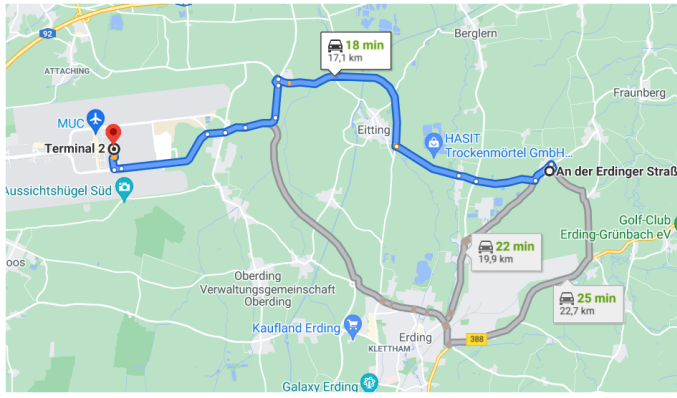 92
Berglern
18 min
17,1 km
ATTACHING
Fraunberg
MUC
Eitting
HASIT
Trockenmörtel GmbH...
Terminal 2
An der Erdinger Straß
Aussichtshügel Süd
Golf-Club
Erding-Grünbach eV
22 min
19,9 km
oos
Oberding
Verwaltungsgemeinschaft
Oberding
25 min
22,7 km
Kaufland Erding
Erding
388
KLETTHAM
Galaxy Erding